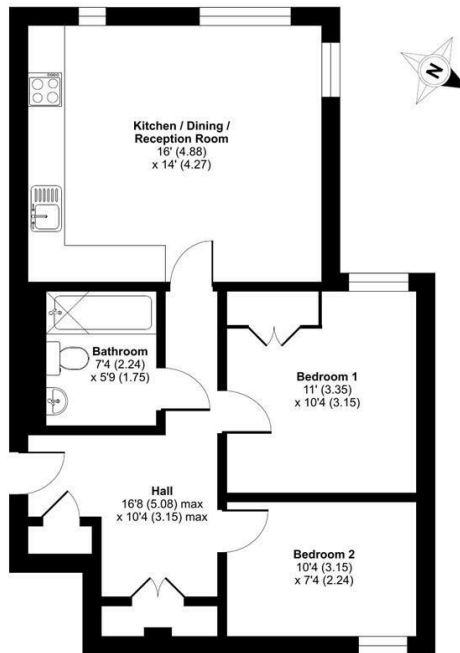 N
Kitchen / Dining /
Reception Room
16' (4.88)
x 14' (4.27)
Bathroom
7'4 (2.24)
x 5'9 (1.75)
Bedroom 1
11' (3.35)
x 10'4 (3.15)
Hall
16'8 (5.08) max
x 10'4 (3.15) max
Bedroom 2
10'4 (3.15)
x 7'4 (2.24)